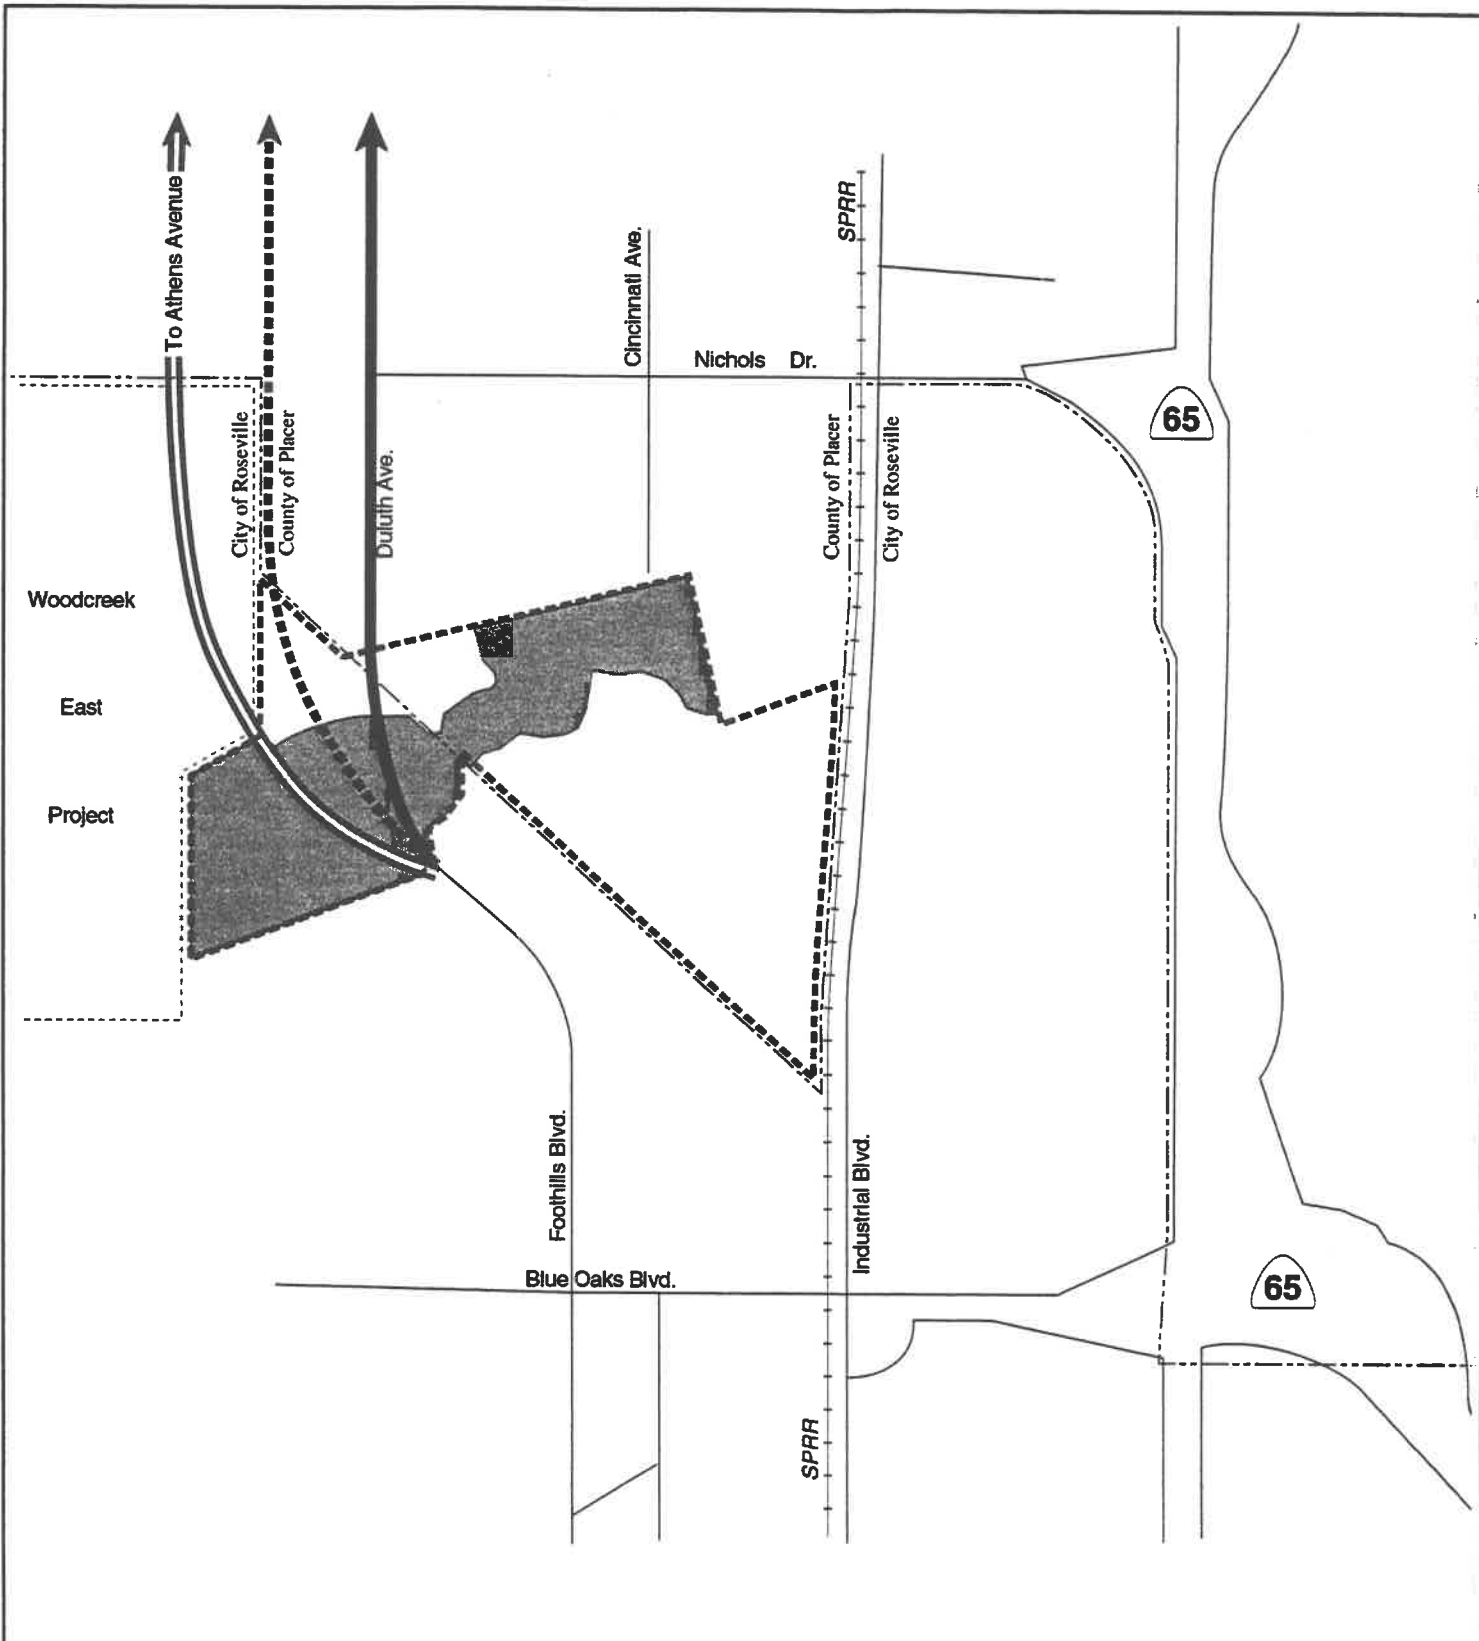 To Athens Avenue
SPRR
Cincinnati Ave.
Nichols Dr.
65
City of Roseville
County of Placer
Duluth Ave.
County of Placer
City of Roseville
Woodcreek
East
Project
Foothills Blvd.
Industrial Blvd.
Blue Oaks Blvd.
65
SPRR